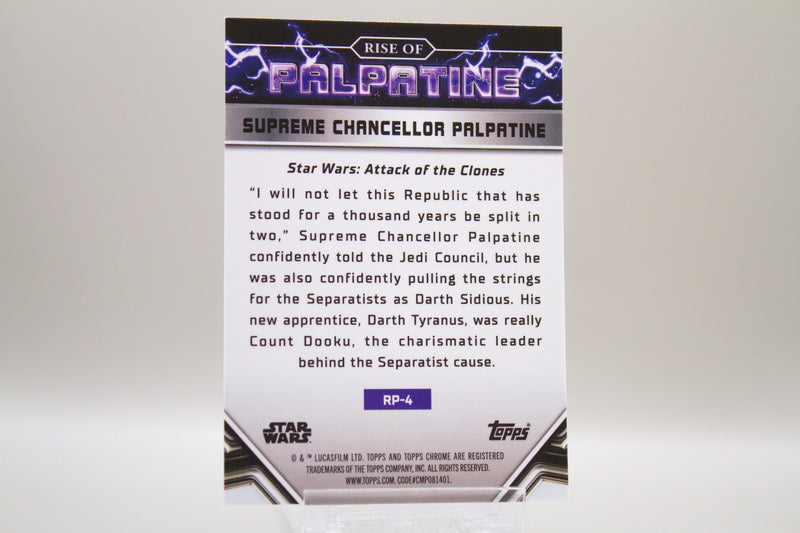 RISE OF
PALPATINE
SUPREME CHANCELLOR PALPATINE
Star Wars: Attack of the Clones
"I will not let this Republic that has
stood for a thousand years be split in
two," Supreme Chancellor Palpatine
confidently told the Jedi Council, but he
was also confidently pulling the strings
for the Separatists as Darth Sidious. His
new apprentice, Darth Tyranus, was really
Count Dooku, the charismatic leader
behind the Separatist cause.
RP-4
STAR
WARS
topps®
© & ™ LUCASFILM LTD. TOPPS AND TOPPS CHROME ARE REGISTERED
TRADEMARKS OF THE TOPPS COMPANY, INC. ALL RIGHTS RESERVED.
WWW.TOPPS.COM. CODE#CMP081401.